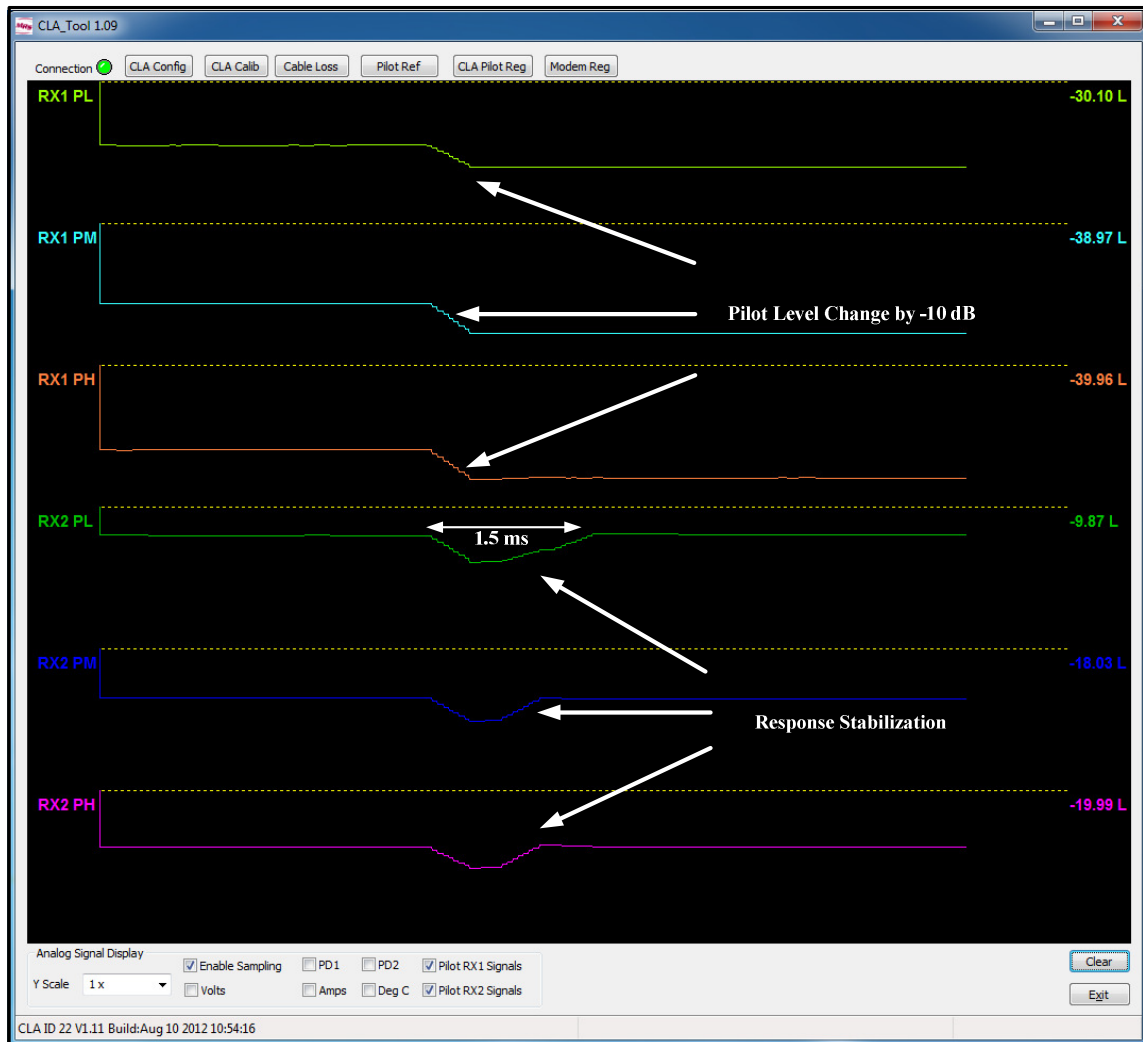 MRS CLA_Tool 1.09
Connection CLA Config CLA Calib Cable Loss Pilot Ref CLA Pilot Reg Modem Reg
RX1 PL -30.10 L
RX1 PM -38.97 L
Pilot Level Change by -10 dB
RX1 PH -39.96 L
RX2 PL -9.87 L
1.5 ms
RX2 PM -18.03 L
Response Stabilization
RX2 PH -19.99 L
Analog Signal Display
Y Scale 1 x
Enable Sampling PD1 PD2 Pilot RX1 Signals
Volts Amps Deg C Pilot RX2 Signals
Clear
Exit
CLA ID 22 V1.11 Build:Aug 10 2012 10:54:16